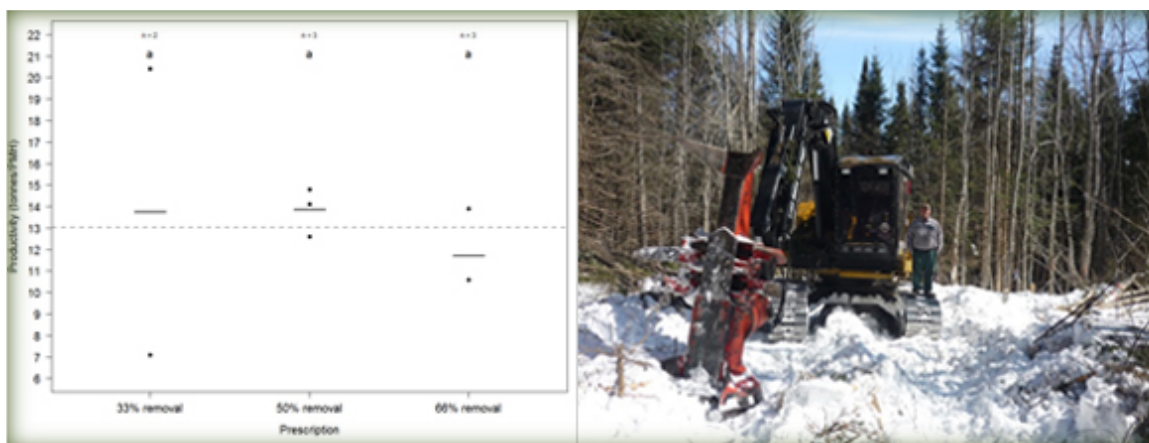 n = 2
n = 3
n = 3
a
a
a
22
21
20
19
18
17
16
15
14
13
12
11
10
9
8
7
6
Productivity (tonnes/PMH)
33% removal
50% removal
66% removal
Prescription